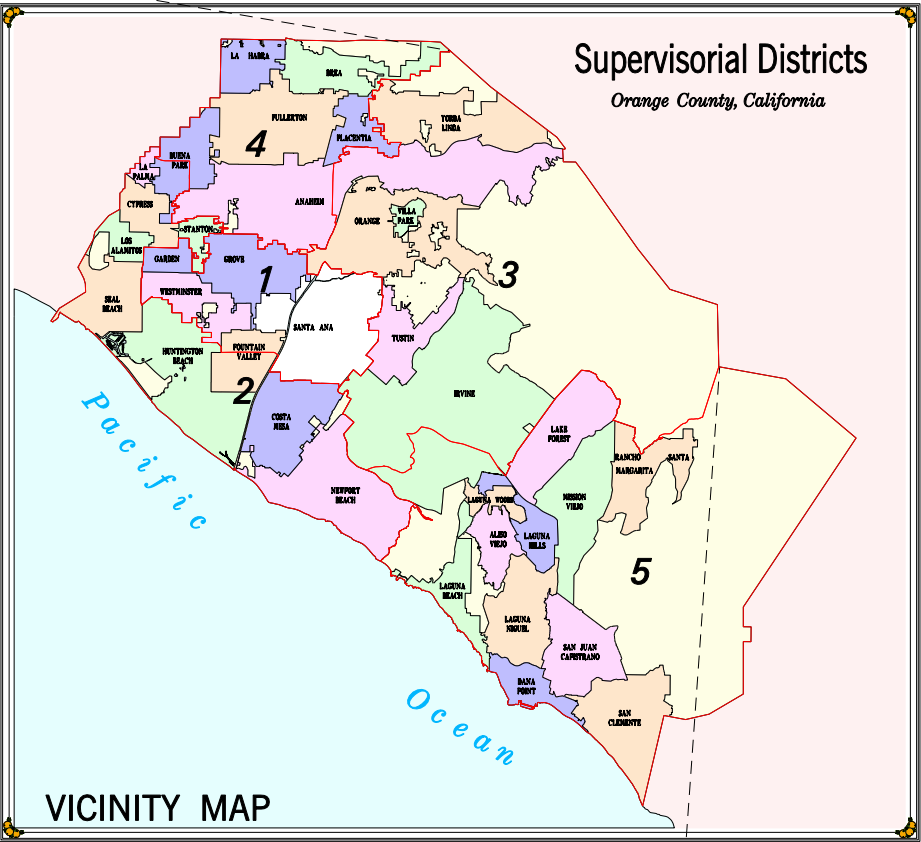 Supervisorial Districts
Orange County, California
LA HABRA
BREA
FULLERTON
YORBA
LINDA
4
PLACENTIA
BUENA
PARK
LA
PALMA
ANAHEIM
CYPRESS
ORANGE
VILLA
PARK
STANTON
LOS
ALAMITOS
GARDEN
GROVE
1
3
WESTMINSTER
SEAL
BEACH
SANTA ANA
TUSTIN
FOUNTAIN
VALLEY
HUNTINGTON
BEACH
2
IRVINE
COSTA
MESA
LAKE
FOREST
RANCHO
SANTA
MARGARITA
NEWPORT
BEACH
MISSION
VIEJO
LAGUNA WOODS
ALISO
VIEJO
LAGUNA
HILLS
5
LAGUNA
BEACH
LAGUNA
NIGUEL
SAN JUAN
CAPISTRANO
DANA
POINT
SAN
CLEMENTE
Pacific
Ocean
VICINITY MAP